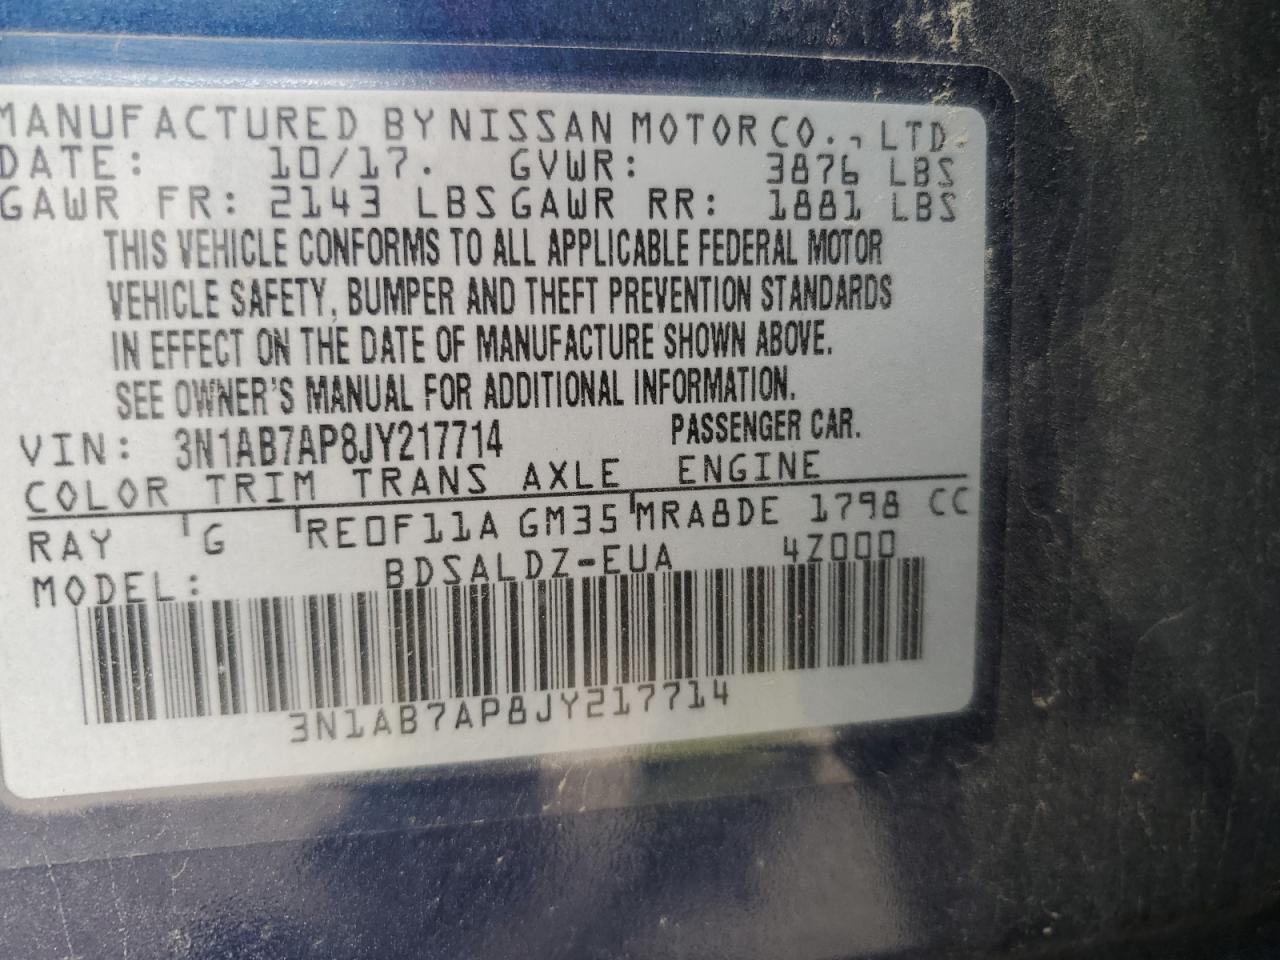 MANUFACTURED BY NISSAN MOTOR CO., LTD.
DATE: 10/17. GVWR: 3876 LBS
GAWR FR: 2143 LBS GAWR RR: 1881 LBS
THIS VEHICLE CONFORMS TO ALL APPLICABLE FEDERAL MOTOR
VEHICLE SAFETY, BUMPER AND THEFT PREVENTION STANDARDS
IN EFFECT ON THE DATE OF MANUFACTURE SHOWN ABOVE.
SEE OWNER'S MANUAL FOR ADDITIONAL INFORMATION.
VIN: 3N1AB7AP8JY217714 PASSENGER CAR.
COLOR TRIM TRANS AXLE ENGINE
RAY G RE0F11A GM35 MRA8DE 1798 CC
MODEL: BDSALDZ-EUA 4Z000
3N1AB7AP8JY217714